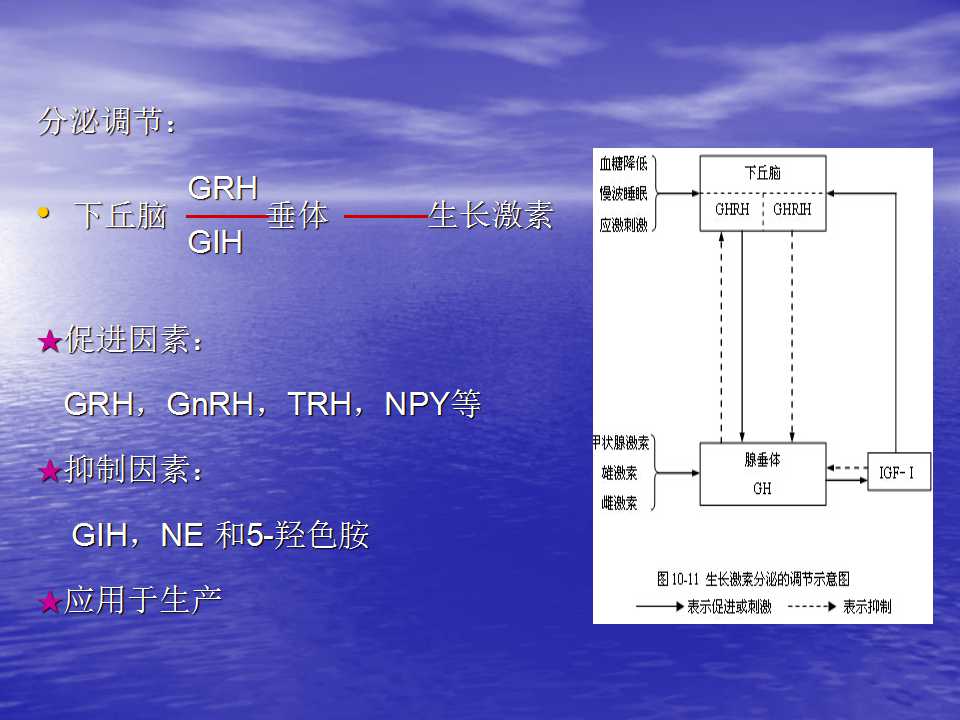 分泌调节：
GRH
• 下丘脑 垂体 生长激素
GIH
★促进因素：
GRH，GnRH，TRH，NPY等
★抑制因素：
GIH，NE 和5-羟色胺
★应用于生产
血糖降低
慢波睡眠
应激刺激
下丘脑
GHRH GHRIH
甲状腺激索
雄激索
雌激索
腺垂体
GH
IGF-Ⅰ
图 10-11 生长激素分泌的调节示意图
表示促进或刺激 表示抑制